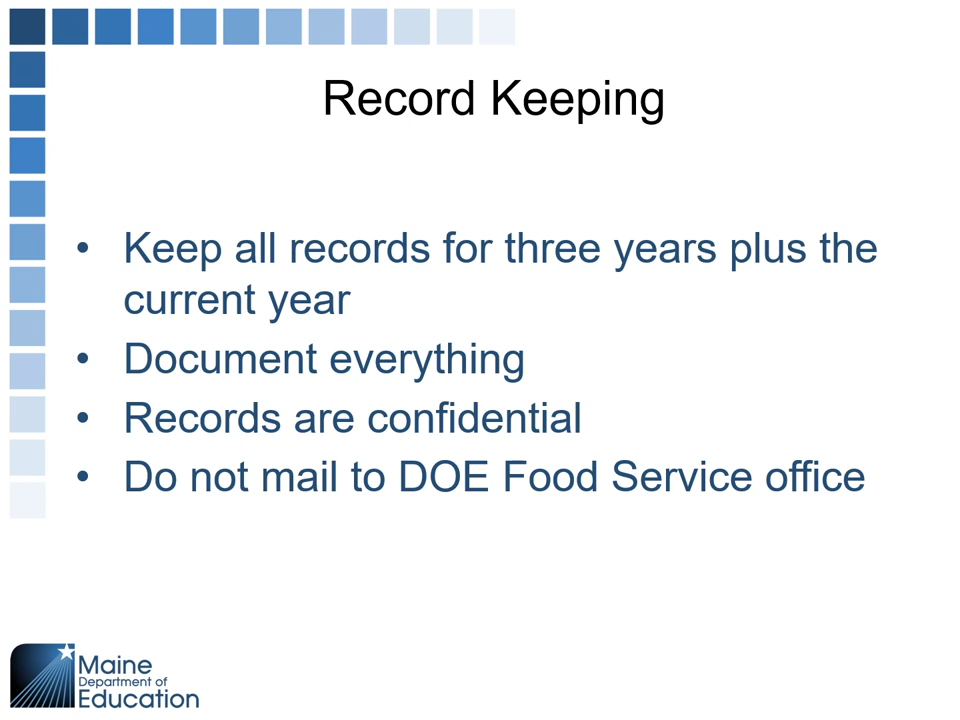 Record Keeping
• Keep all records for three years plus the
current year
• Document everything
• Records are confidential
• Do not mail to DOE Food Service office
Maine
Department of
Education